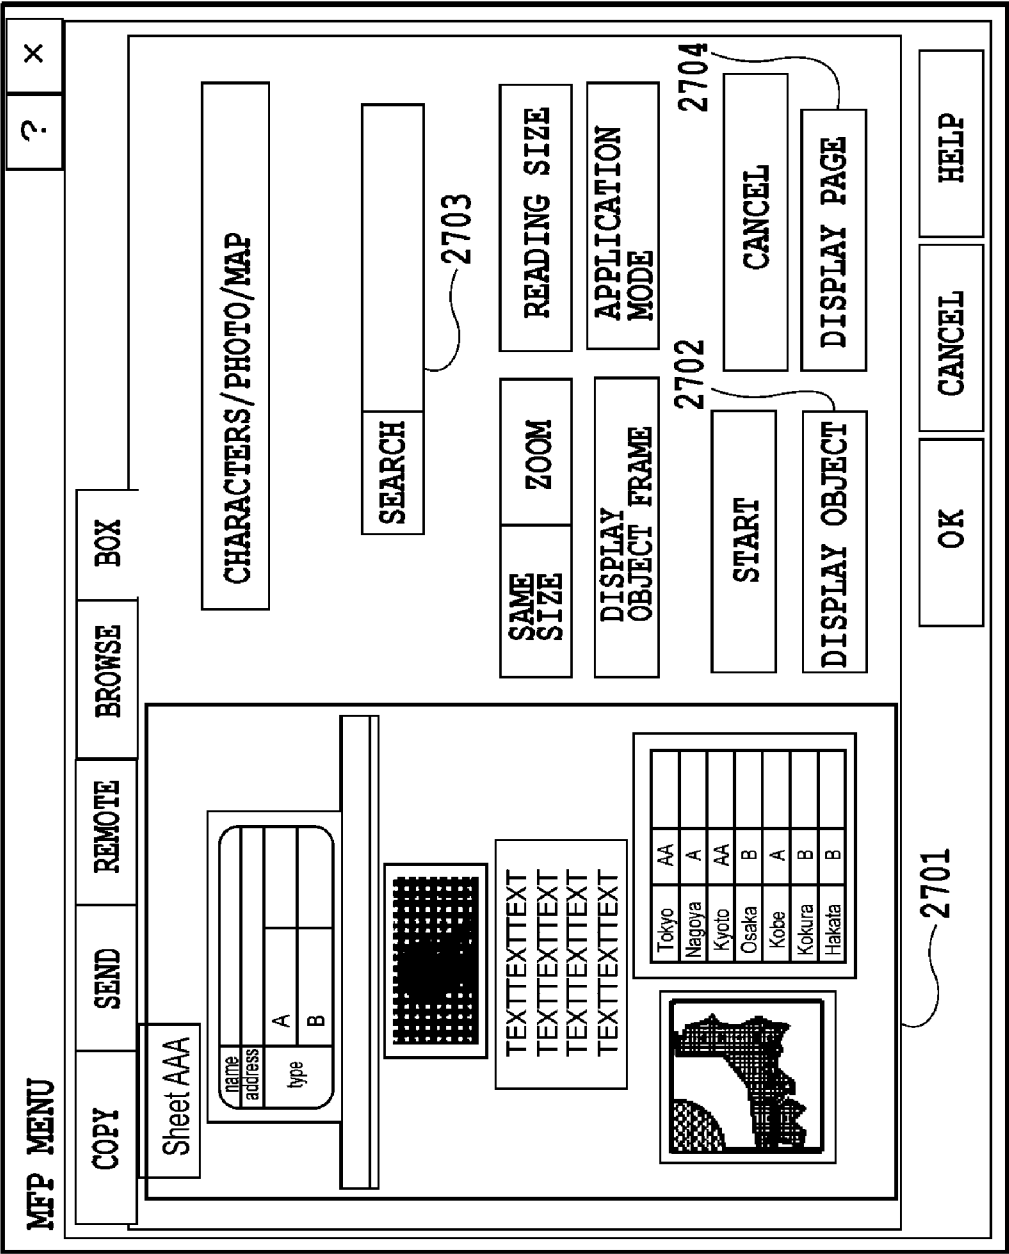 MFP MENU
?
×
COPY
SEND
REMOTE
BROWSE
BOX
Sheet AAA
name
address
type
A
B
TEXTTEXTTEXT
TEXTTEXTTEXT
TEXTTEXTTEXT
TEXTTEXTTEXT
Tokyo AA
Nagoya A
Kyoto AA
Osaka B
Kobe A
Kokura B
Hakata B
2701
CHARACTERS/PHOTO/MAP
SEARCH
2703
SAME
SIZE
ZOOM
READING SIZE
DISPLAY
OBJECT FRAME
APPLICATION
MODE
2702
2704
START
CANCEL
DISPLAY OBJECT
DISPLAY PAGE
OK
CANCEL
HELP